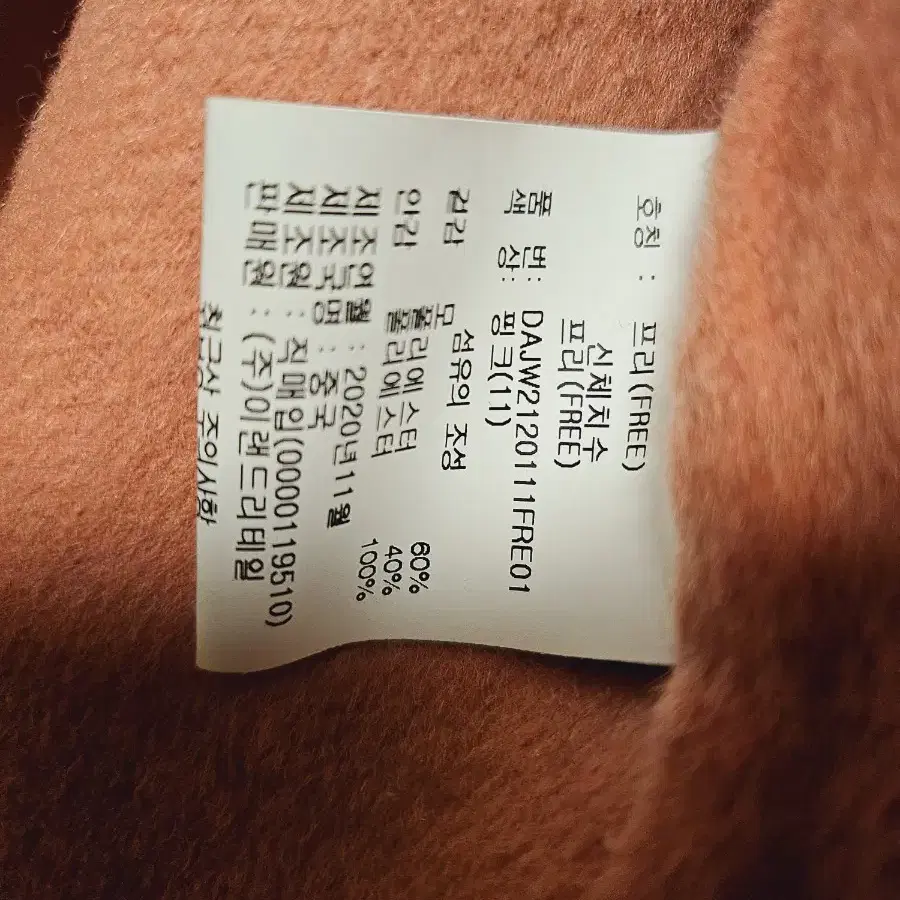 호칭 : 프리(FREE)
신체치수
프리(FREE)
품 번: DAJW2120111FRE01
색 상: 핑크(11)
섬유의 조성
겉감 모 60%
폴리에스터 40%
안감 폴리에스터 100%
제조연월 : 2020년11월
제조국명 : 중국
제조원 : 직매입(0000119510)
판매원 : (주)이랜드리테일
취급상 주의사항